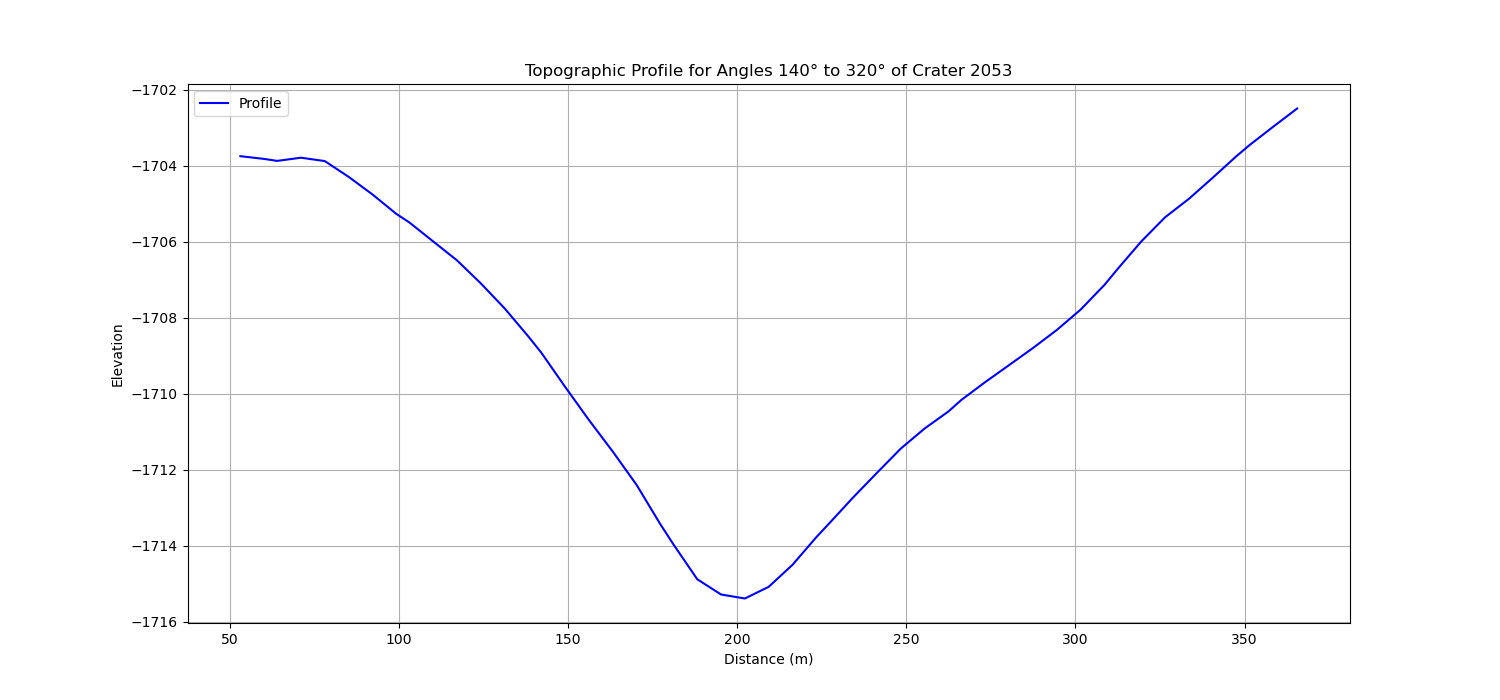 Topographic Profile for Angles 140° to 320° of Crater 2053
Profile
−1702
−1704
−1706
−1708
−1710
−1712
−1714
−1716
Elevation
50 100 150 200 250 300 350
Distance (m)